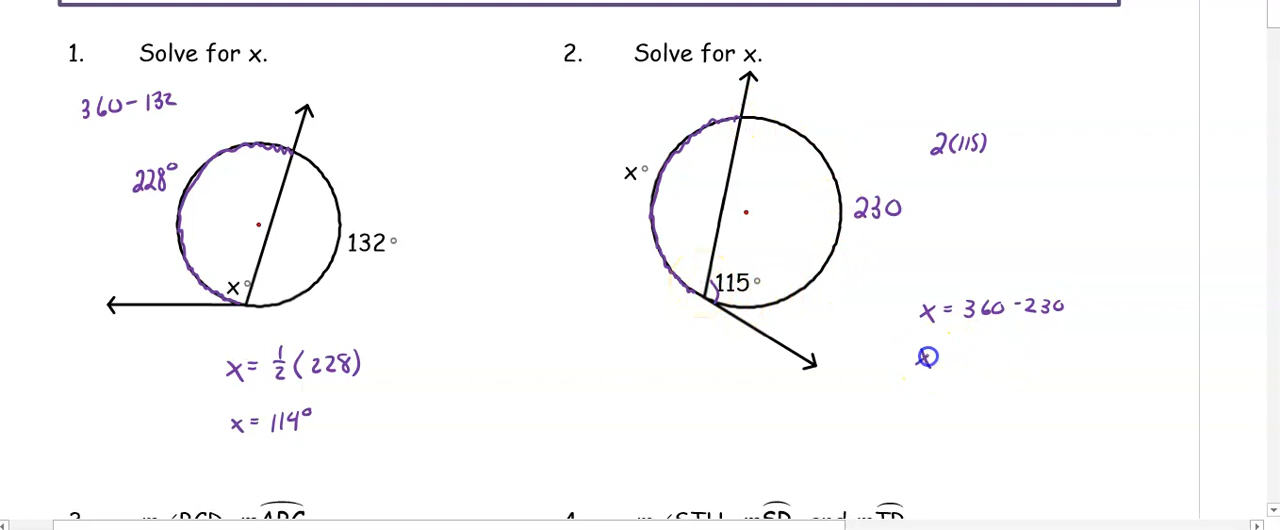 1. Solve for x.
360 - 132
228°
132°
x°
x = 1/2 (228)
x = 114°
2. Solve for x.
x°
2(115)
230
115°
x = 360 - 230
x